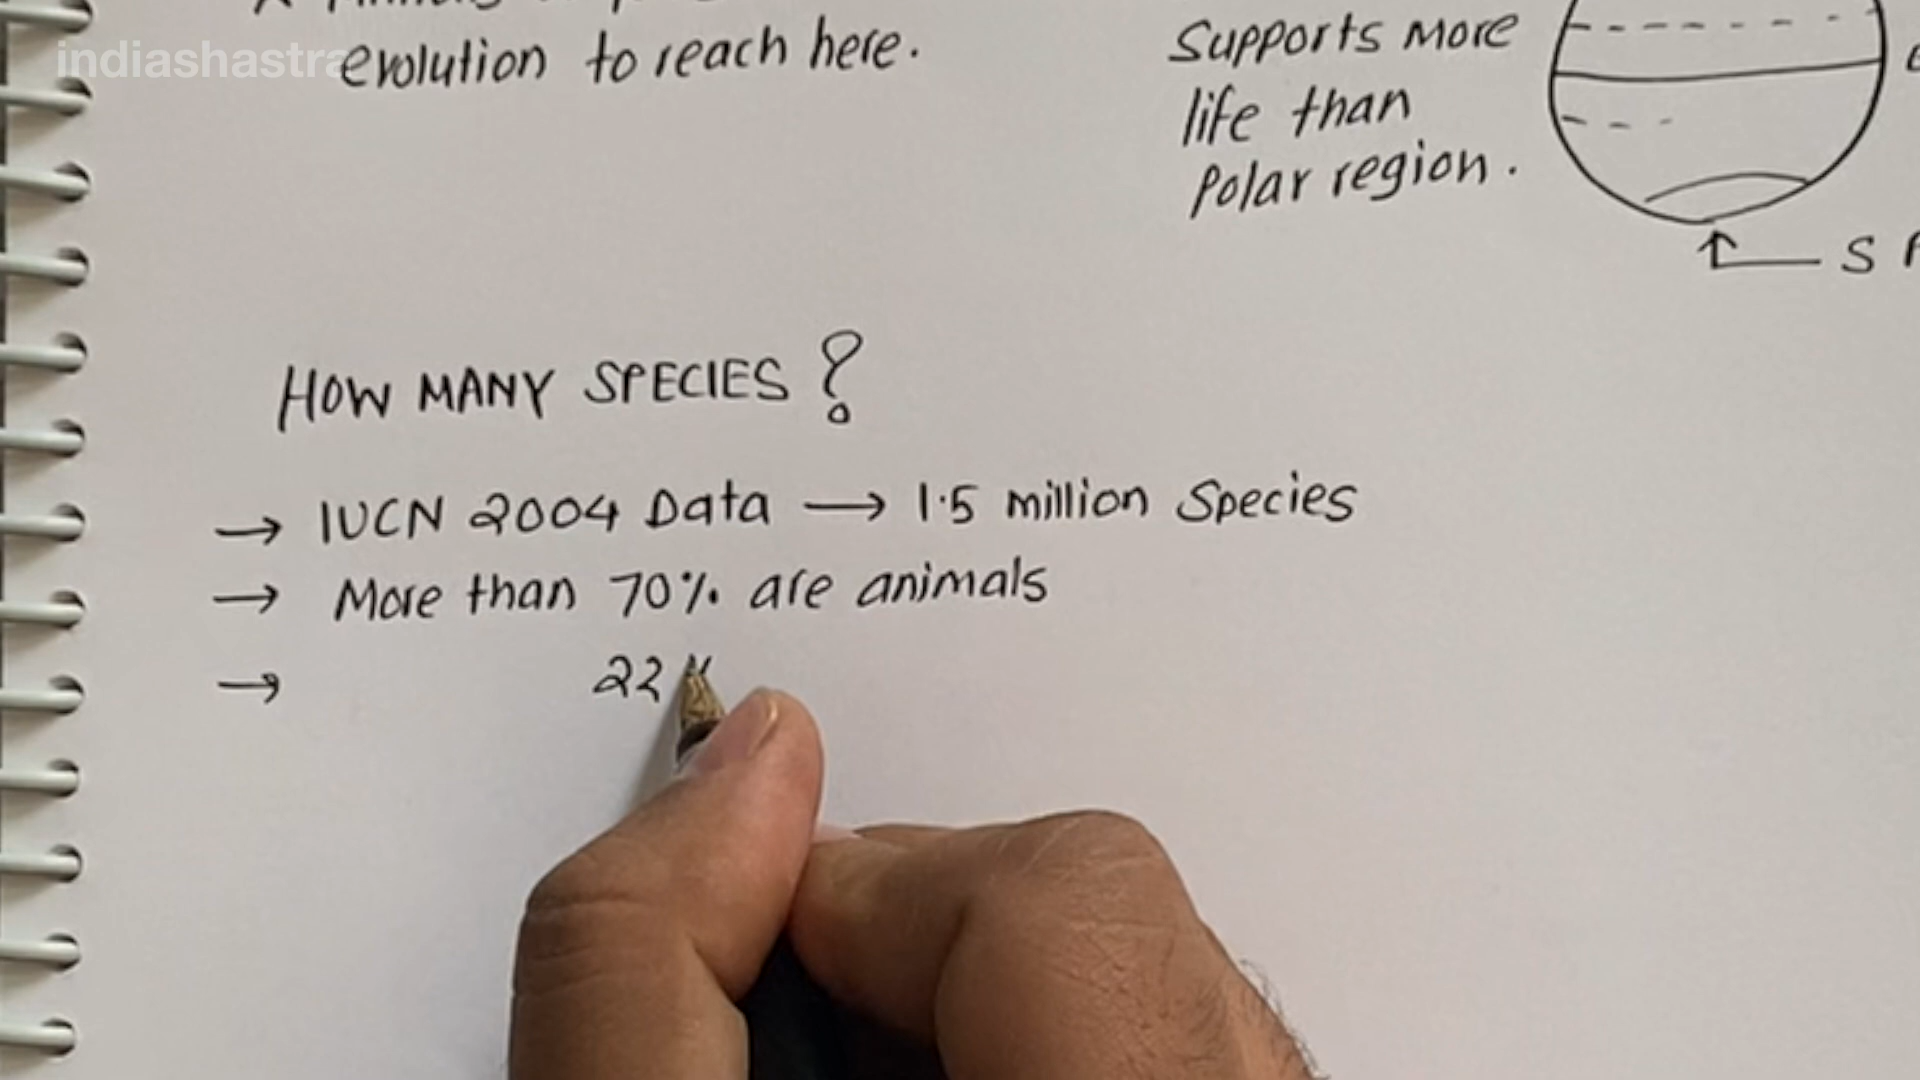 indiashastra
evolution to reach here.
Supports more
life than
Polar region.
S
HOW MANY SPECIES?
→ IUCN 2004 Data → 1.5 million Species
→ More than 70% are animals
→ 22